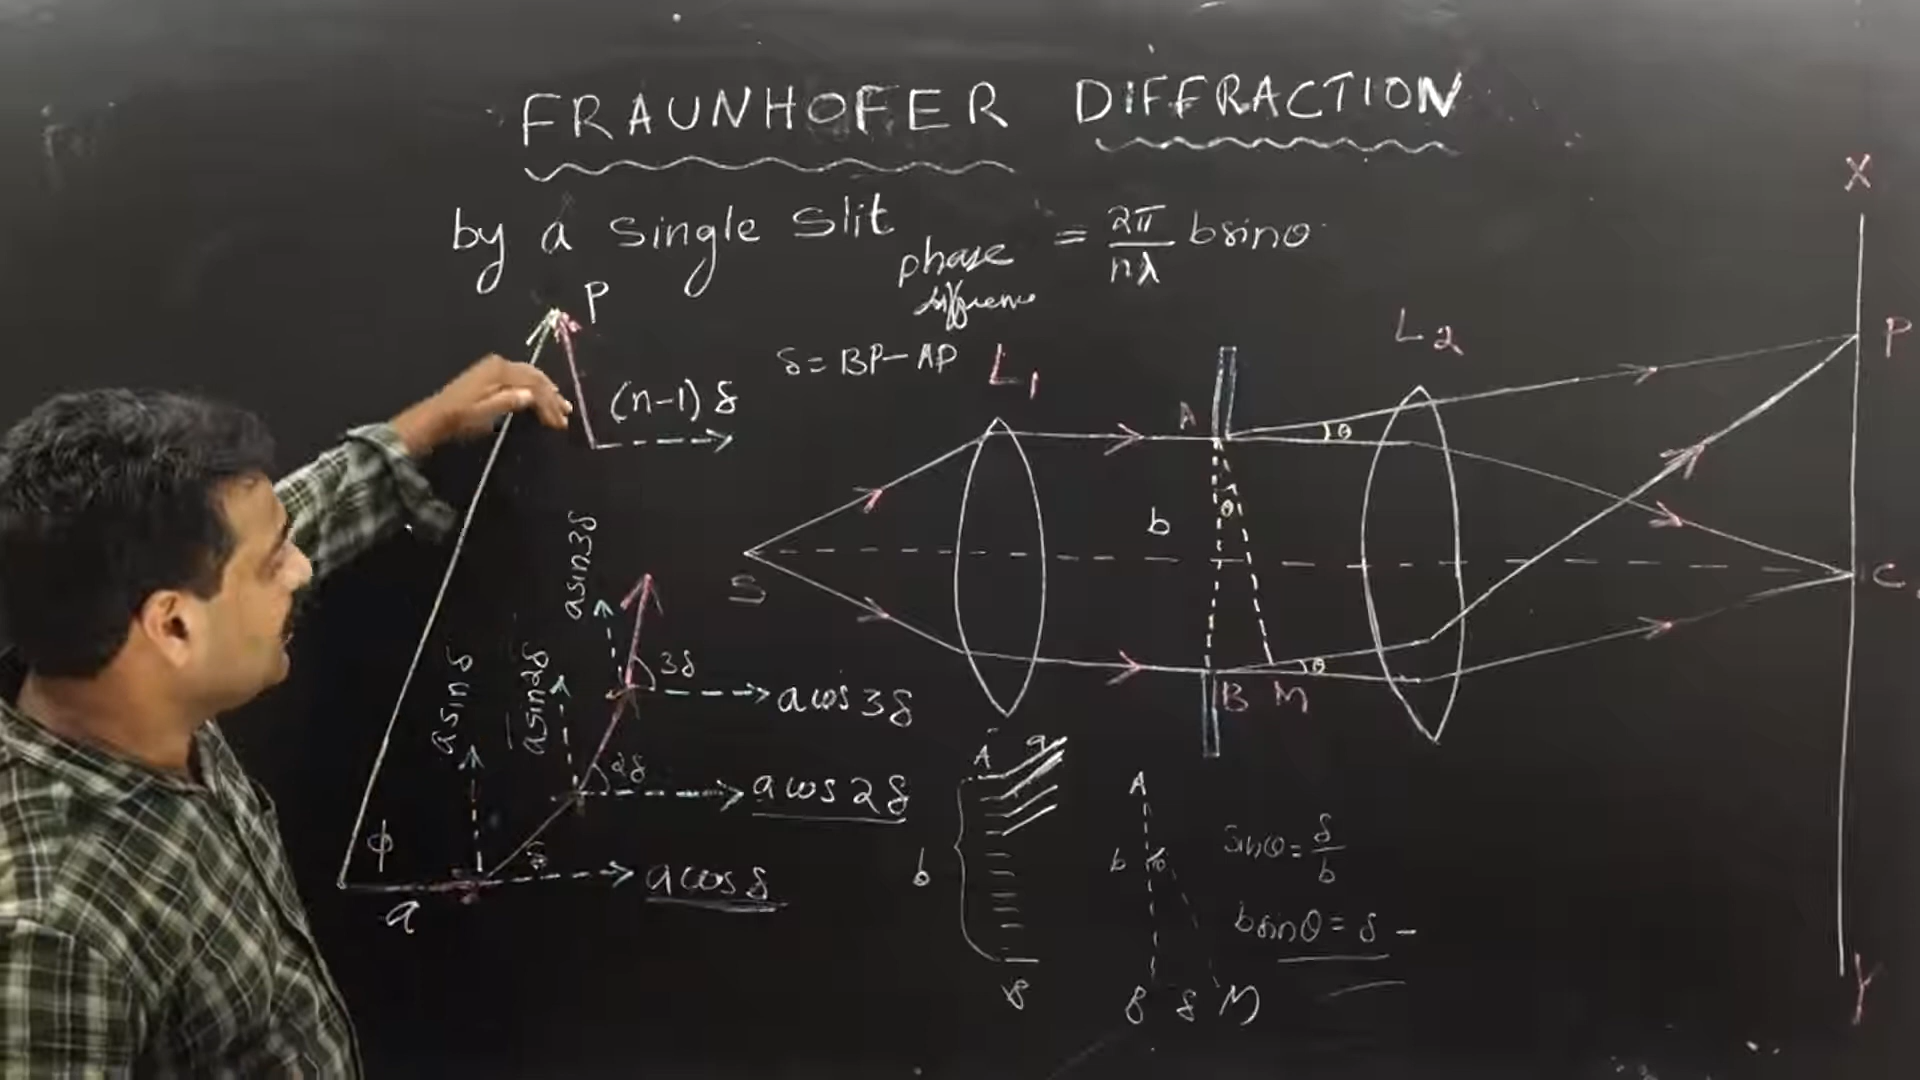 FRAUNHOFER DIFFRACTION
by a single slit
phase difference = 2π/nλ bsinθ
δ = BP - AP
X
P
(n-1) δ
L1
L2
P
A
θ
θ
b
S
C
asin3δ
3δ
acos 3δ
asinδ
asin2δ
2δ
acos 2δ
B M
θ
φ
δ
acos δ
a
A a
b
B
A
b
θ
B δ M
sinθ = δ/b
bsinθ = δ -
Y